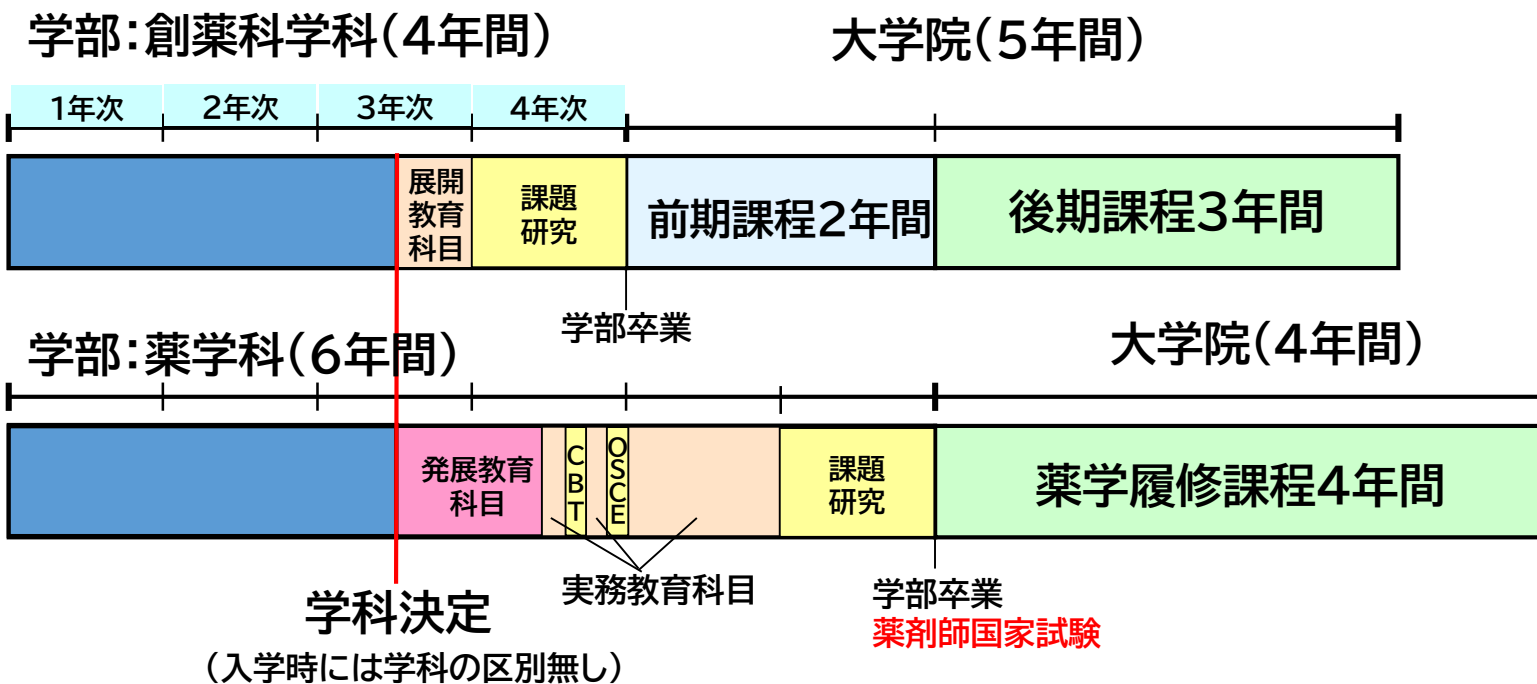 学部：創薬科学科（4年間）
大学院（5年間）
1年次
2年次
3年次
4年次
展開
教育
科目
課題
研究
前期課程2年間
後期課程3年間
学部卒業
学部：薬学科（6年間）
大学院（4年間）
発展教育
科目
CBT
OSCE
課題
研究
薬学履修課程4年間
実務教育科目
学部卒業
薬剤師国家試験
学科決定
（入学時には学科の区別無し）